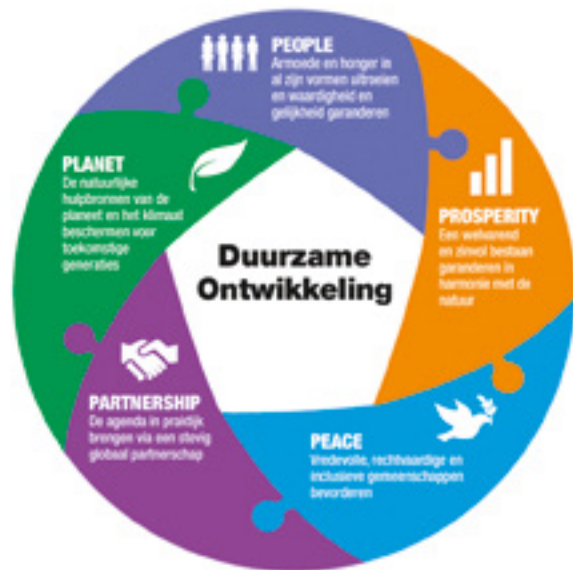 PEOPLE
Armoede en honger in
al zijn vormen uitroeien
en waardigheid en
gelijkheid garanderen
PROSPERITY
Een welvarend
en zinvol bestaan
garanderen in
harmonie met de
natuur
PEACE
Vredevolle, rechtvaardige en
inclusieve gemeenschappen
bevorderen
PARTNERSHIP
De agenda in praidijk
brengen via een stevig
globaal partnerschap
PLANET
De natuurlijke
hulpbronnen van de
planeet en het klimaat
beschermen voor
toekomstige
generaties
Duurzame
Ontwikkeling